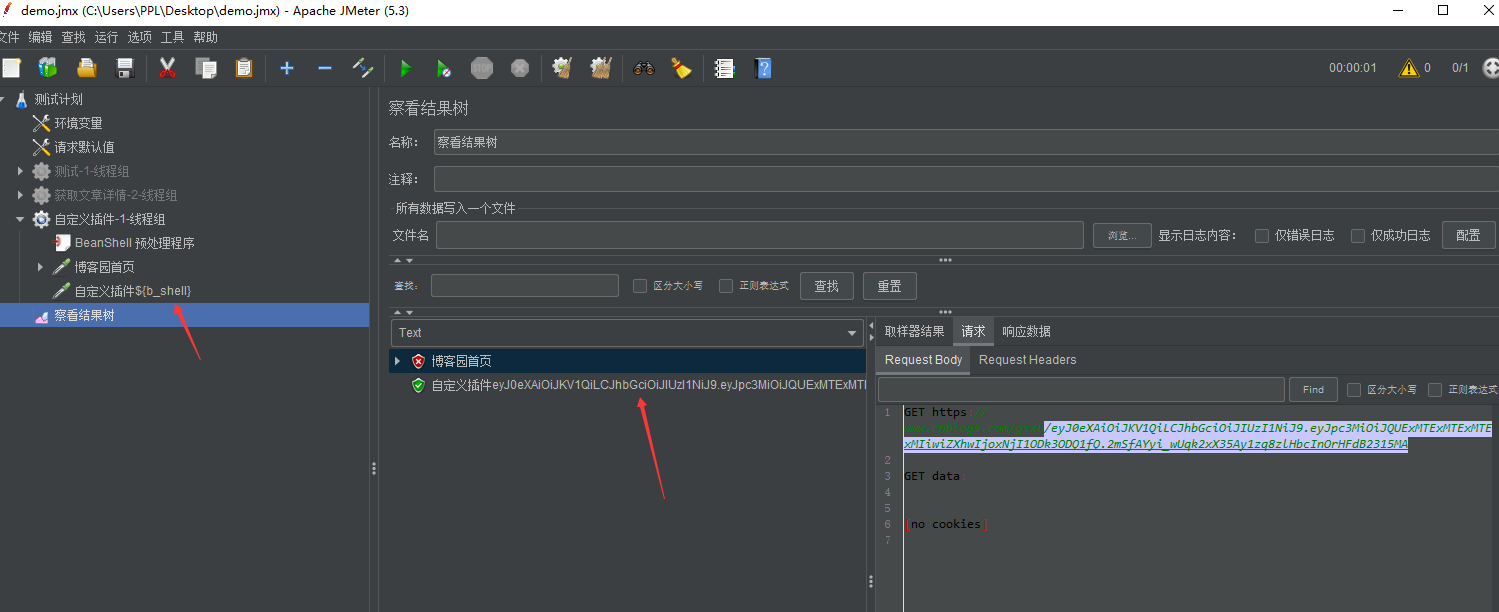 demo.jmx (C:\Users\PPL\Desktop\demo.jmx) - Apache JMeter (5.3)
文件 编辑 查找 运行 选项 工具 帮助
STOP
00:00:01 0 0/1
测试计划
环境变量
请求默认值
测试-1-线程组
获取文章详情-2-线程组
自定义插件-1-线程组
BeanShell 预处理程序
博客园首页
自定义插件${b_shell}
察看结果树
察看结果树
名称: 察看结果树
注释:
所有数据写入一个文件
文件名 浏览... 显示日志内容: 仅错误日志 仅成功日志 配置
查找: 区分大小写 正则表达式 查找 重置
Text
博客园首页
自定义插件eyJ0eXAiOiJKV1QiLCJhbGciOiJIUzI1NiJ9.eyJpc3MiOiJQUExMTExMTE
取样器结果 请求 响应数据
Request Body Request Headers
Find 区分大小写 正则表达式
1 GET https://
/eyJ0eXAiOiJKV1QiLCJhbGciOiJIUzI1NiJ9.eyJpc3MiOiJQUExMTExMTExMTE
xMIiwiZXhwIjoxNjI1ODk3ODQ1fQ.2mSfAYyi_wUqk2xX35Ay1zq8zlHbcInOrHFdB2315MA
2
3 GET data
4
5
6 [no cookies]
7